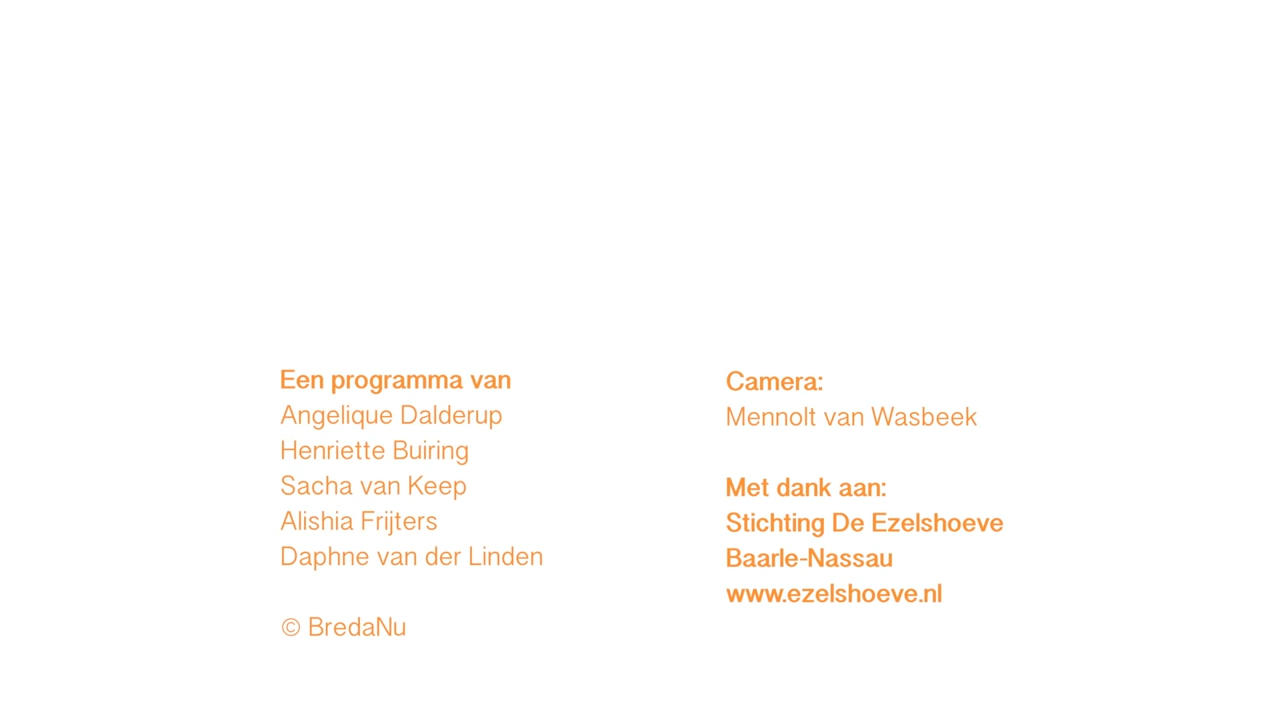 Een programma van
Angelique Dalderup
Henriette Buiring
Sacha van Keep
Alishia Frijters
Daphne van der Linden
© BredaNu
Camera:
Mennolt van Wasbeek
Met dank aan:
Stichting De Ezelshoeve
Baarle-Nassau
www.ezelshoeve.nl